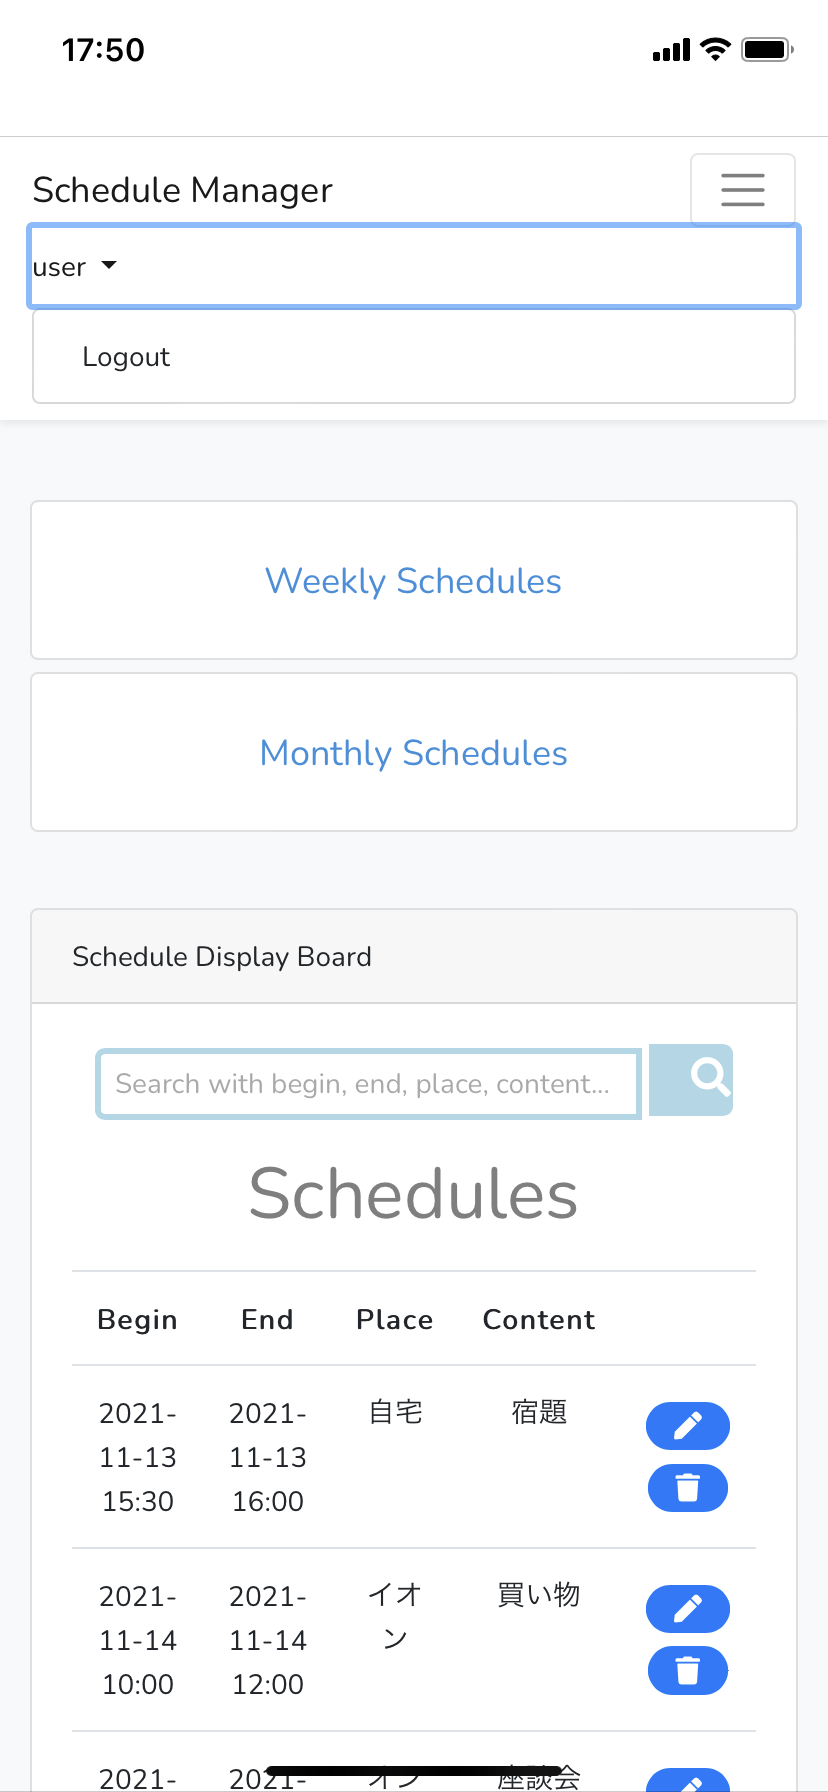 17:50
Schedule Manager
user
Logout
Weekly Schedules
Monthly Schedules
Schedule Display Board
Search with begin, end, place, content...
Schedules
Begin End Place Content
2021-11-13 15:30 2021-11-13 16:00 自宅 宿題
2021-11-14 10:00 2021-11-14 12:00 イオン 買い物
2021- 2021- オン 座談会